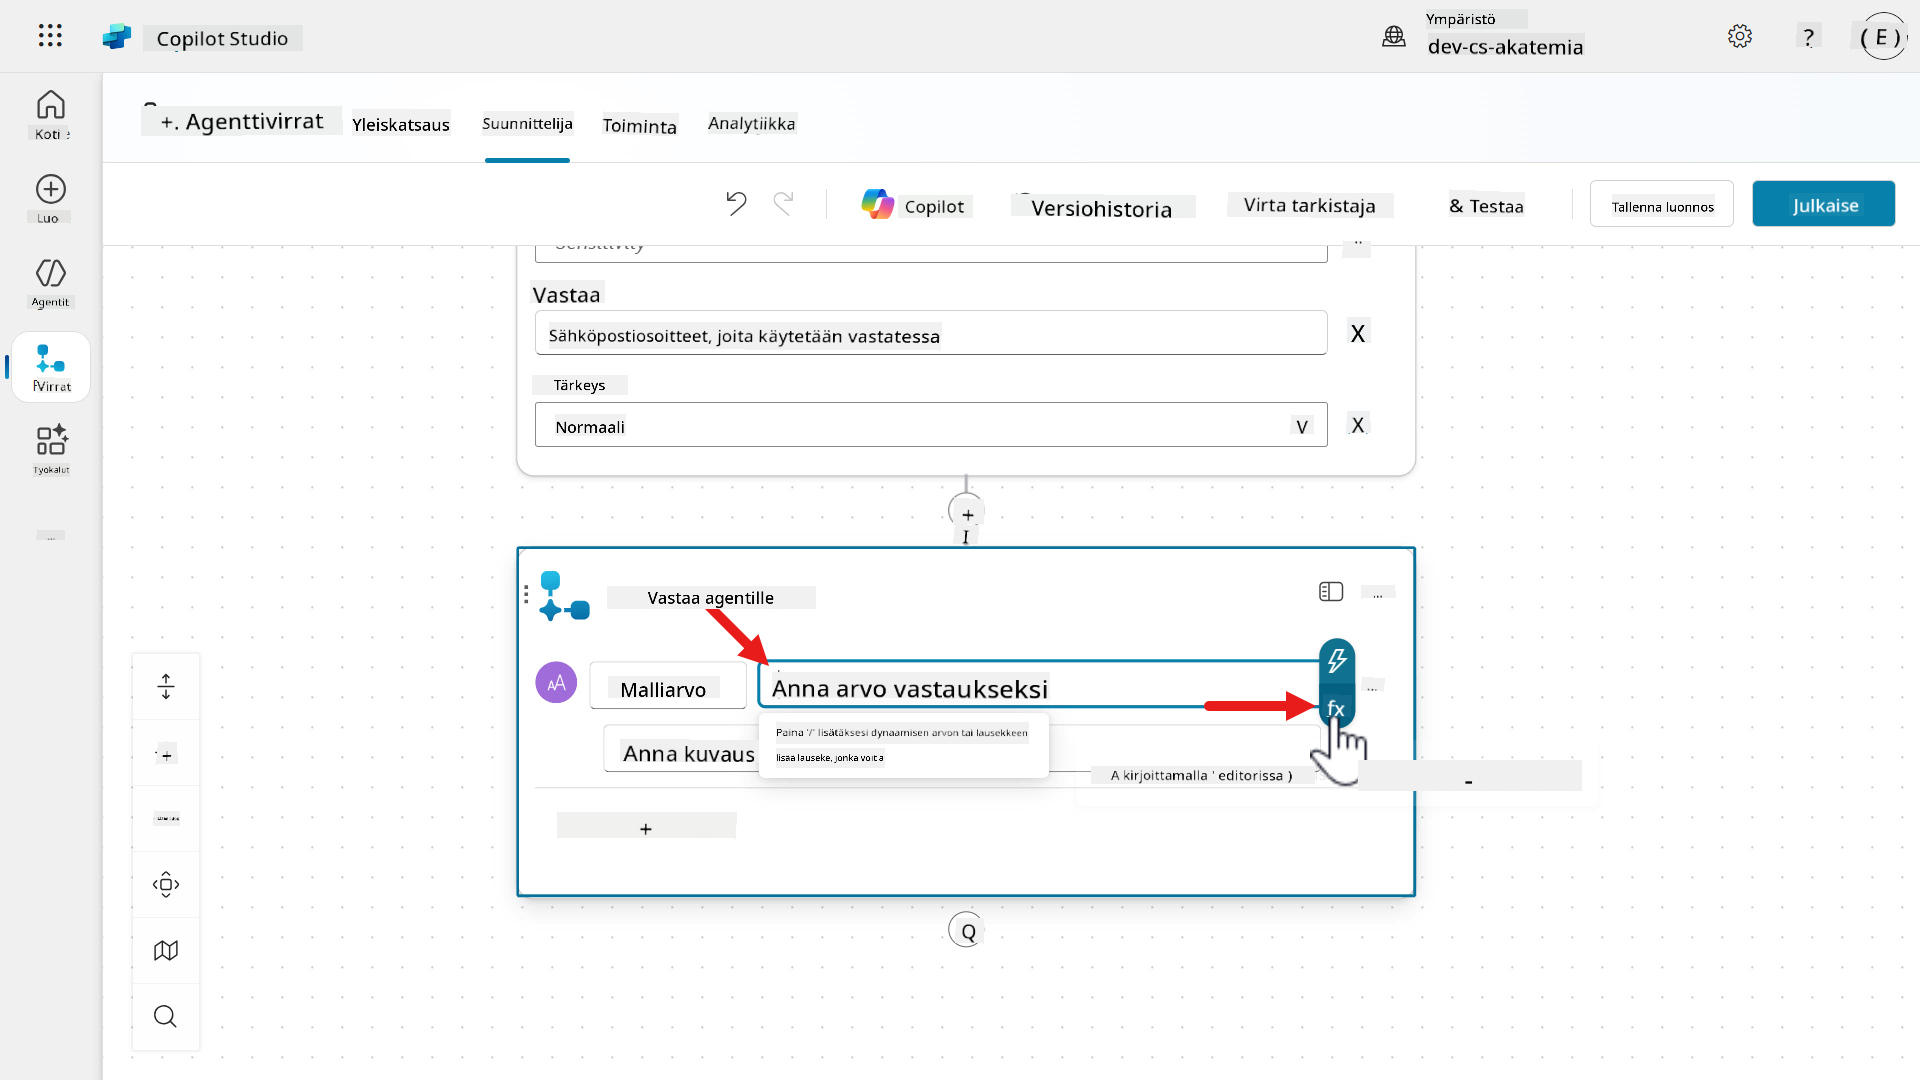 Copilot Studio
Ympäristö
dev-cs-akatemia
?
( E )
Koti
Luo
Agentit
Virrat
Työkalut
...
+. Agenttivirrat
Yleiskatsaus
Suunnittelija
Toiminta
Analytiikka
Copilot
Versiohistoria
Virta tarkistaja
& Testaa
Tallenna luonnos
Julkaise
Sensitivity
Vastaa
Sähköpostiosoitteet, joita käytetään vastatessa
X
Tärkeys
Normaali
V
X
+
I
Vastaa agentille
...
AA
Malliarvo
Anna arvo vastaukseksi
fx
...
Anna kuvaus
Paina '/' lisätäksesi dynaamisen arvon tai lausekkeen
lisää lauseke, jonka voit a
A kirjoittamalla ' editorissa )
-
+
+
Q